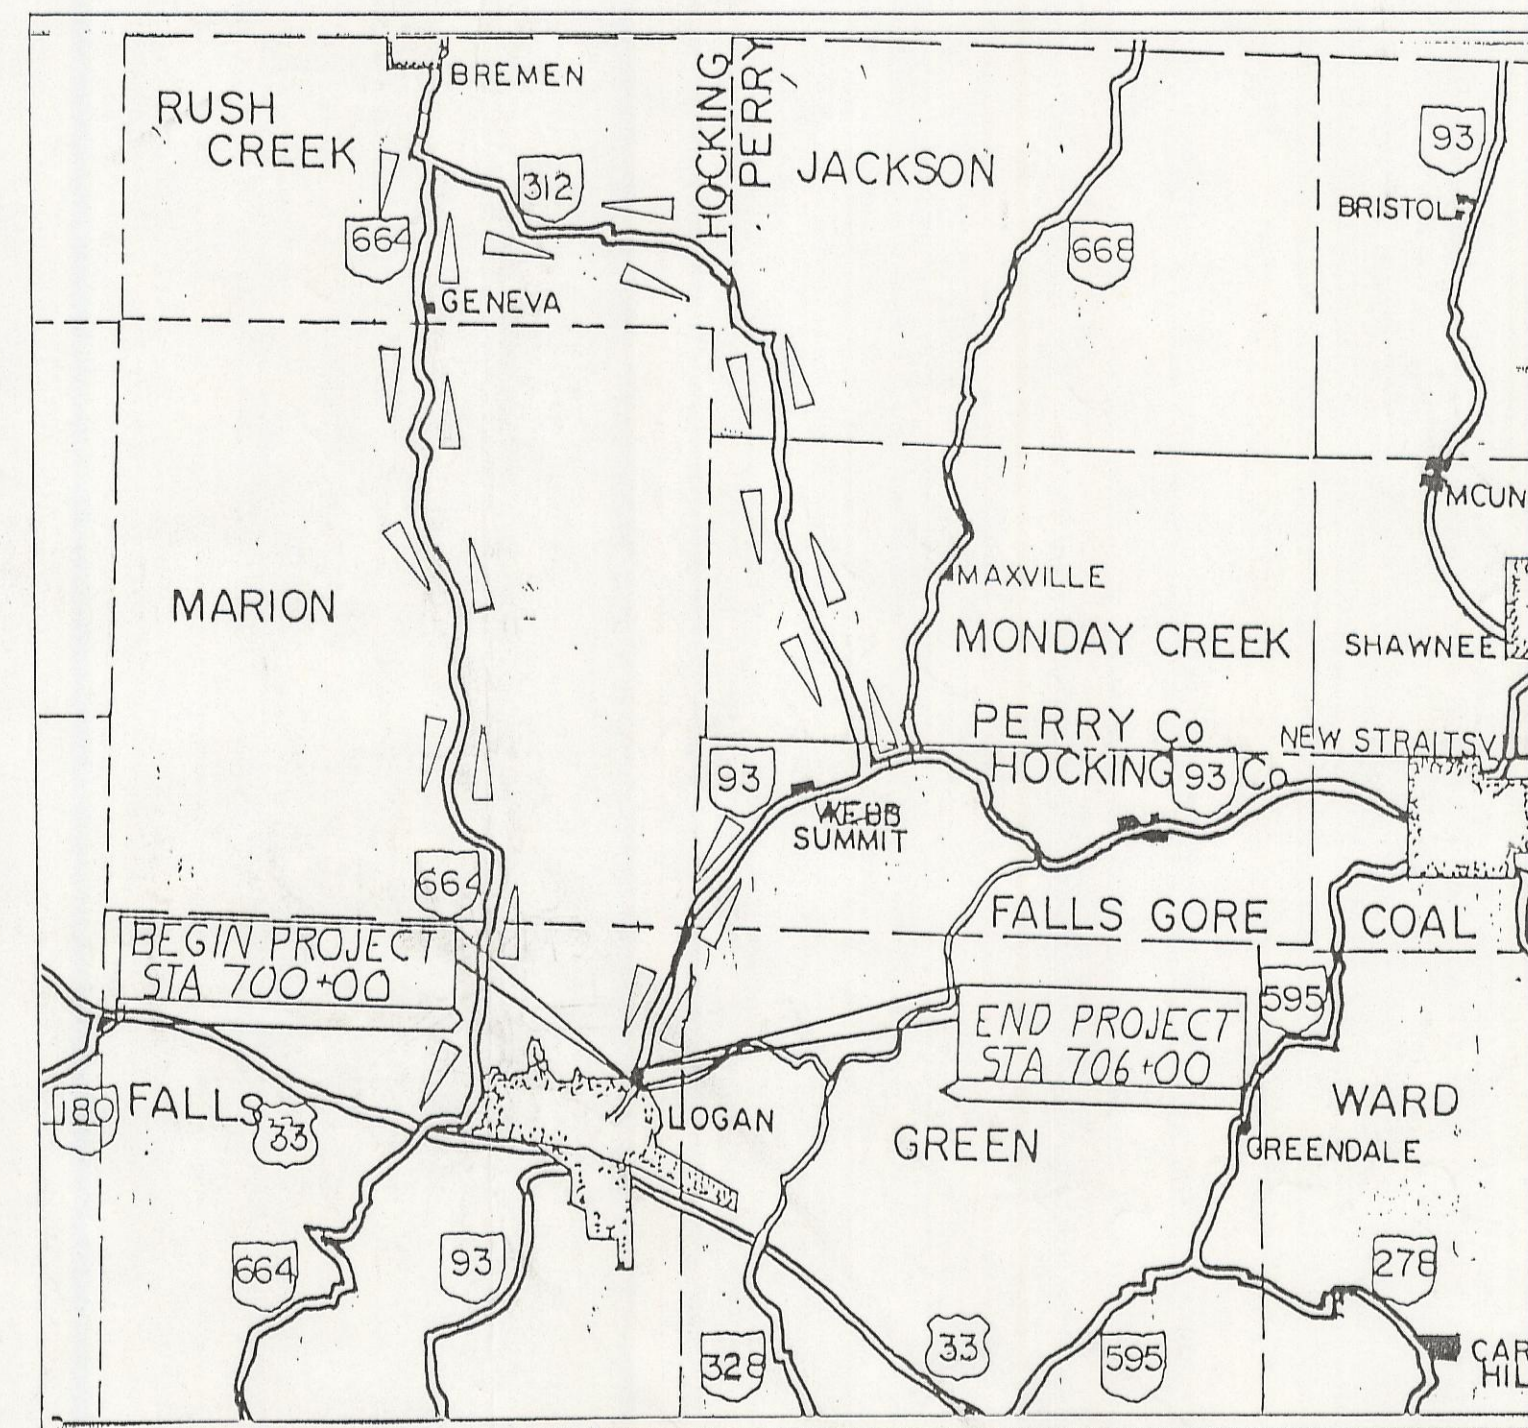 BREMEN
RUSH
CREEK
HOCKING
PERRY
JACKSON
93
312
BRISTOL
664
668
GENEVA
MCUN
MARION
MAXVILLE
MONDAY CREEK
SHAWNEE
PERRY Co
NEW STRAITSV
HOCKING Co
93
93
WEBB
SUMMIT
664
FALLS GORE
COAL
BEGIN PROJECT
STA 700+00
595
END PROJECT
STA 706+00
180
FALLS
33
LOGAN
WARD
GREEN
GREENDALE
664
93
278
33
328
595
CAR
HIL